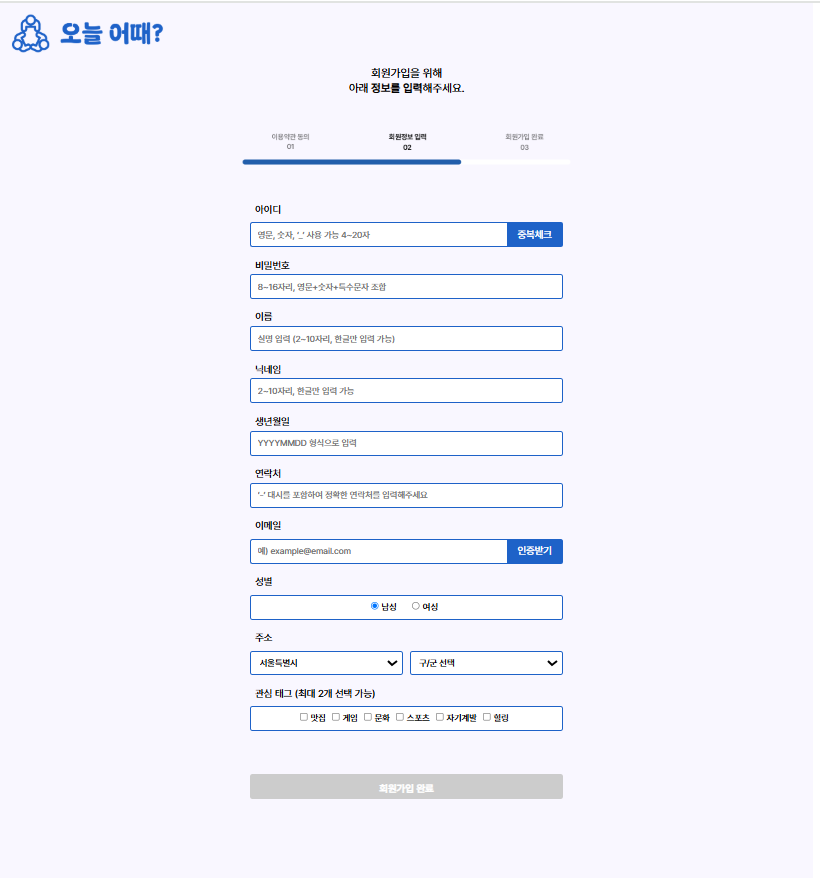 오늘 어때?
회원가입을 위해
아래 정보를 입력해주세요.
이용약관 동의 회원정보 입력 회원가입 완료
01 02 03
아이디
영문, 숫자, '_' 사용 가능 4~20자 중복체크
비밀번호
8~16자리, 영문+숫자+특수문자 조합
이름
실명 입력 (2~10자리, 한글만 입력 가능)
닉네임
2~10자리, 한글만 입력 가능
생년월일
YYYYMMDD 형식으로 입력
연락처
'-' 대시를 포함하여 정확한 연락처를 입력해주세요
이메일
예) example@email.com 인증받기
성별
남성 여성
주소
서울특별시 구/군 선택
관심 태그 (최대 2개 선택 가능)
맛집 게임 문화 스포츠 자기계발 힐링
회원가입 완료